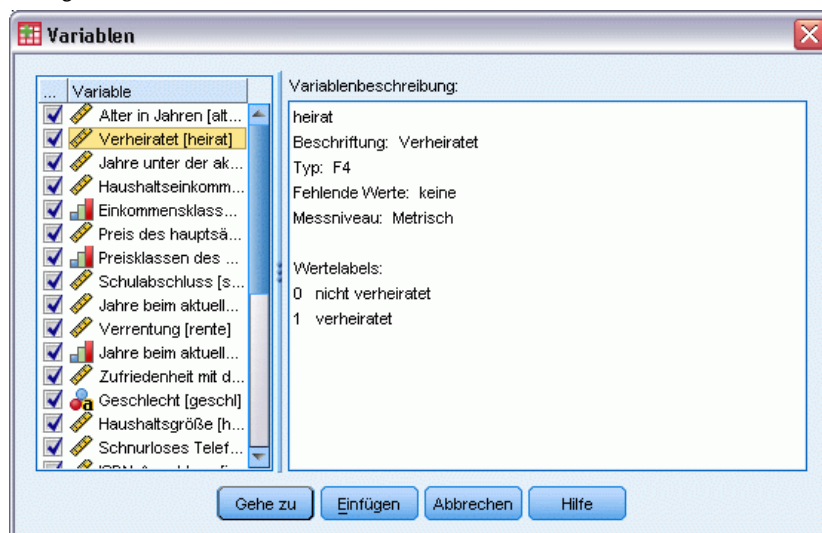 Variablen
... Variable
Alter in Jahren [alt...
Verheiratet [heirat]
Jahre unter der ak...
Haushaltseinkomm...
Einkommensklass...
Preis des hauptsä...
Preisklassen des ...
Schulabschluss [s...
Jahre beim aktuell...
Verrentung [rente]
Jahre beim aktuell...
Zufriedenheit mit d...
Geschlecht [geschl]
Haushaltsgröße [h...
Schnurloses Telef...
Variablenbeschreibung:
heirat
Beschriftung: Verheiratet
Typ: F4
Fehlende Werte: keine
Messniveau: Metrisch
Wertelabels:
0 nicht verheiratet
1 verheiratet
Gehe zu Einfügen Abbrechen Hilfe